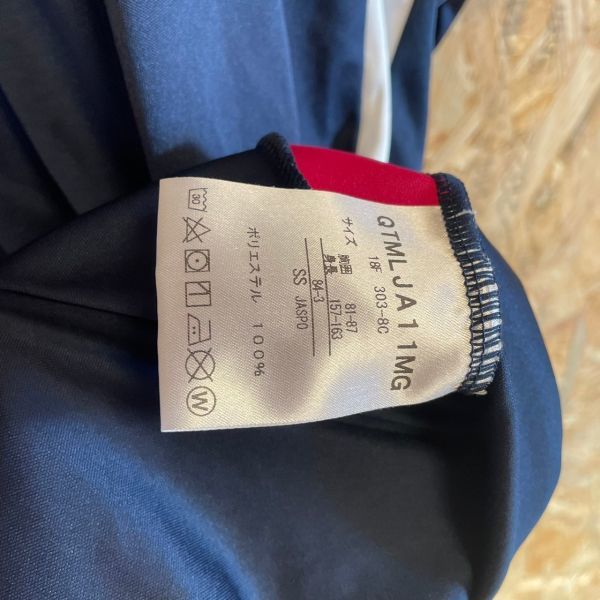 QTMLJA11MG
18F 303-8C
サイズ 胸囲 81-87
身長 157-163
84-3
SS JASPO
ポリエステル 100%
30
W